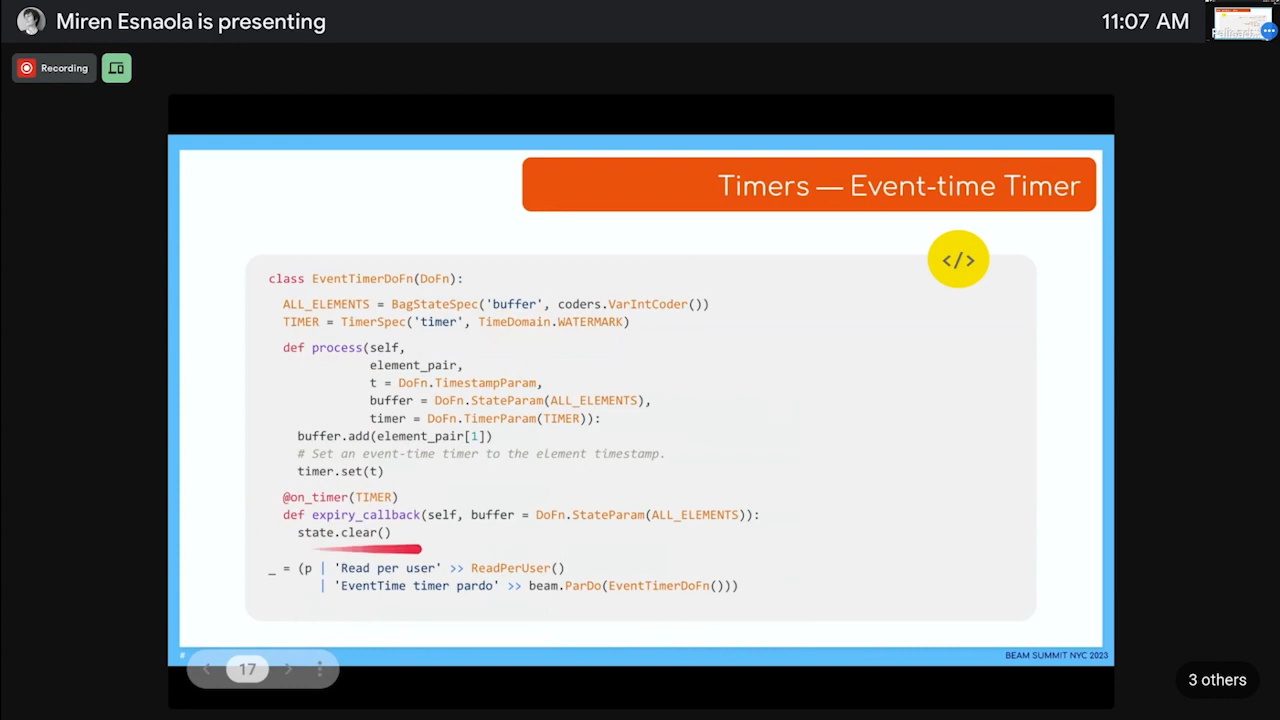 Miren Esnaola is presenting
11:07 AM
Recording
Timers — Event-time Timer
</>
class EventTimerDoFn(DoFn):
ALL_ELEMENTS = BagStateSpec('buffer', coders.VarIntCoder())
TIMER = TimerSpec('timer', TimeDomain.WATERMARK)
def process(self,
element_pair,
t = DoFn.TimestampParam,
buffer = DoFn.StateParam(ALL_ELEMENTS),
timer = DoFn.TimerParam(TIMER)):
buffer.add(element_pair[1])
# Set an event-time timer to the element timestamp.
timer.set(t)
@on_timer(TIMER)
def expiry_callback(self, buffer = DoFn.StateParam(ALL_ELEMENTS)):
state.clear()
_ = (p | 'Read per user' >> ReadPerUser()
| 'EventTime timer pardo' >> beam.ParDo(EventTimerDoFn()))
#
BEAM SUMMIT NYC 2023
17
3 others